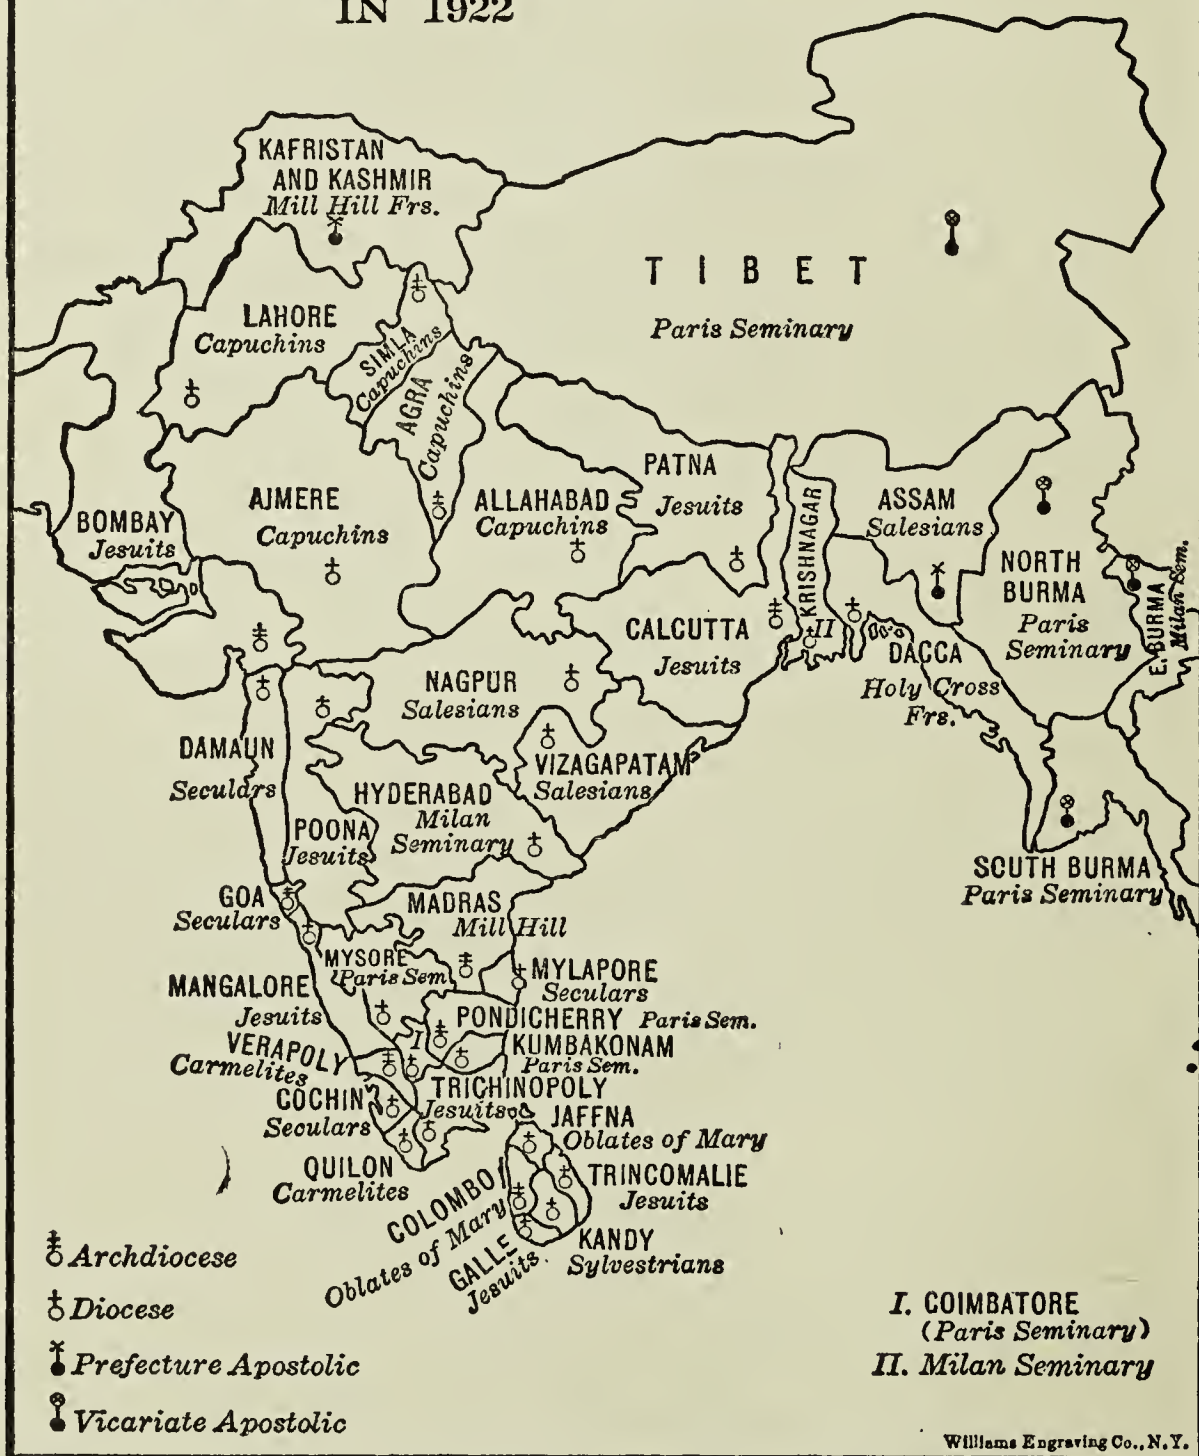 IN 1922
KAFRISTAN
AND KASHMIR
Mill Hill Frs.
TIBET
Paris Seminary
LAHORE
Capuchins
SIMLA
Capuchins
AGRA
Capuchins
PATNA
Jesuits
AJMERE
Capuchins
ALLAHABAD
Capuchins
KRISHNAGAR
II
ASSAM
Salesians
BOMBAY
Jesuits
NORTH
BURMA
Paris
Seminary
E. BURMA
Milan Sem.
CALCUTTA
Jesuits
DACCA
Holy Cross
Frs.
NAGPUR
Salesians
DAMAUN
Seculars
VIZAGAPATAM
Salesians
HYDERABAD
Milan
Seminary
POONA
Jesuits
SOUTH BURMA
Paris Seminary
GOA
Seculars
MADRAS
Mill Hill
MYSORE
Paris Sem.
MYLAPORE
Seculars
MANGALORE
Jesuits
PONDICHERRY Paris Sem.
I
KUMBAKONAM
Paris Sem.
VERAPOLY
Carmelites
TRICHINOPOLY
Jesuits
COCHIN
Seculars
JAFFNA
Oblates of Mary
QUILON
Carmelites
TRINCOMALIE
Jesuits
COLOMBO
Oblates of Mary
GALLE
Jesuits.
KANDY
Sylvestrians
Archdiocese
Diocese
Prefecture Apostolic
Vicariate Apostolic
I. COIMBATORE
(Paris Seminary)
II. Milan Seminary
Williams Engraving Co., N.Y.